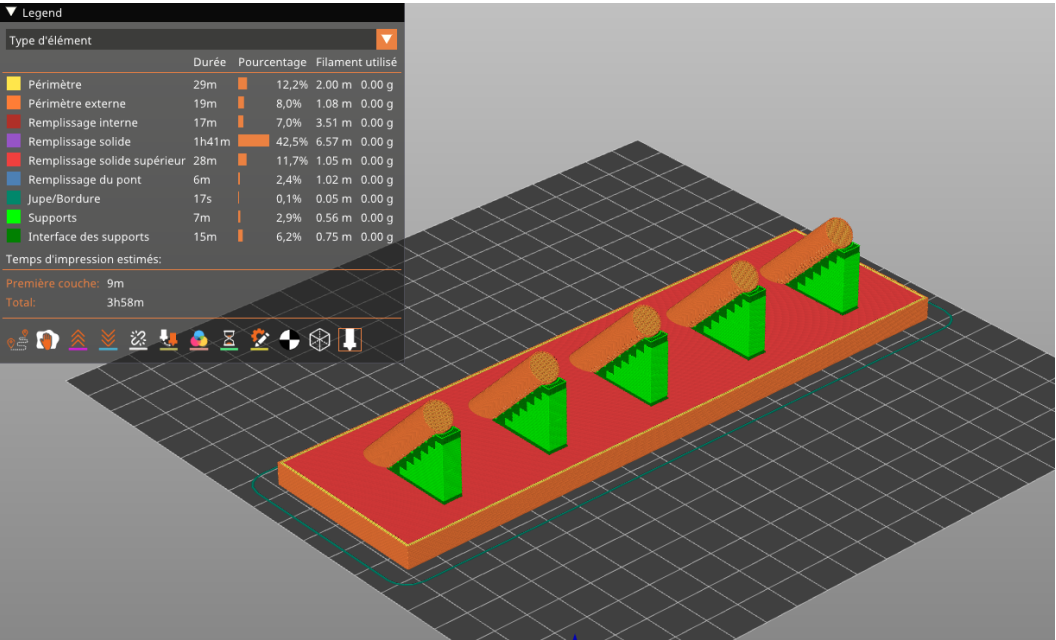 Legend
Type d'élément
Durée Pourcentage Filament utilisé
Périmètre 29m 12,2% 2.00 m 0.00 g
Périmètre externe 19m 8,0% 1.08 m 0.00 g
Remplissage interne 17m 7,0% 3.51 m 0.00 g
Remplissage solide 1h41m 42,5% 6.57 m 0.00 g
Remplissage solide supérieur 28m 11,7% 1.05 m 0.00 g
Remplissage du pont 6m 2,4% 1.02 m 0.00 g
Jupe/Bordure 17s 0,1% 0.05 m 0.00 g
Supports 7m 2,9% 0.56 m 0.00 g
Interface des supports 15m 6,2% 0.75 m 0.00 g
Temps d'impression estimés:
Première couche: 9m
Total: 3h58m